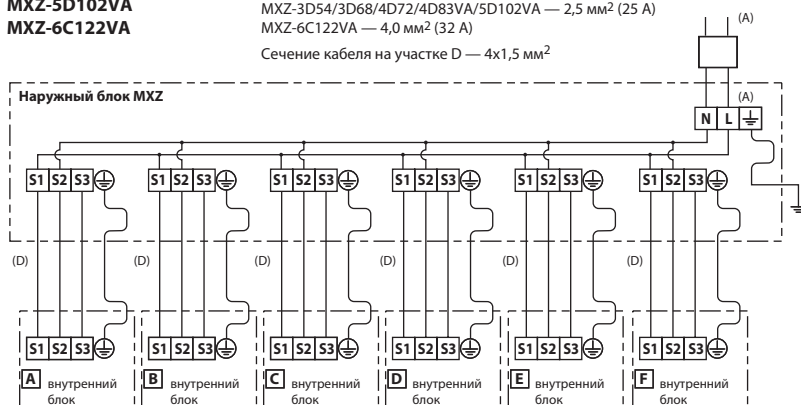 MXZ-5D102VA
MXZ-6C122VA
MXZ-3D54/3D68/4D72/4D83VA/5D102VA — 2,5 мм2 (25 А)
MXZ-6C122VA — 4,0 мм2 (32 А)
Сечение кабеля на участке D — 4x1,5 мм2
(A)
Наружный блок MXZ
(A)
N L
S1 S2 S3 S1 S2 S3 S1 S2 S3 S1 S2 S3 S1 S2 S3 S1 S2 S3
(D) (D) (D) (D) (D) (D)
S1 S2 S3 S1 S2 S3 S1 S2 S3 S1 S2 S3 S1 S2 S3 S1 S2 S3
A внутренний блок
B внутренний блок
C внутренний блок
D внутренний блок
E внутренний блок
F внутренний блок